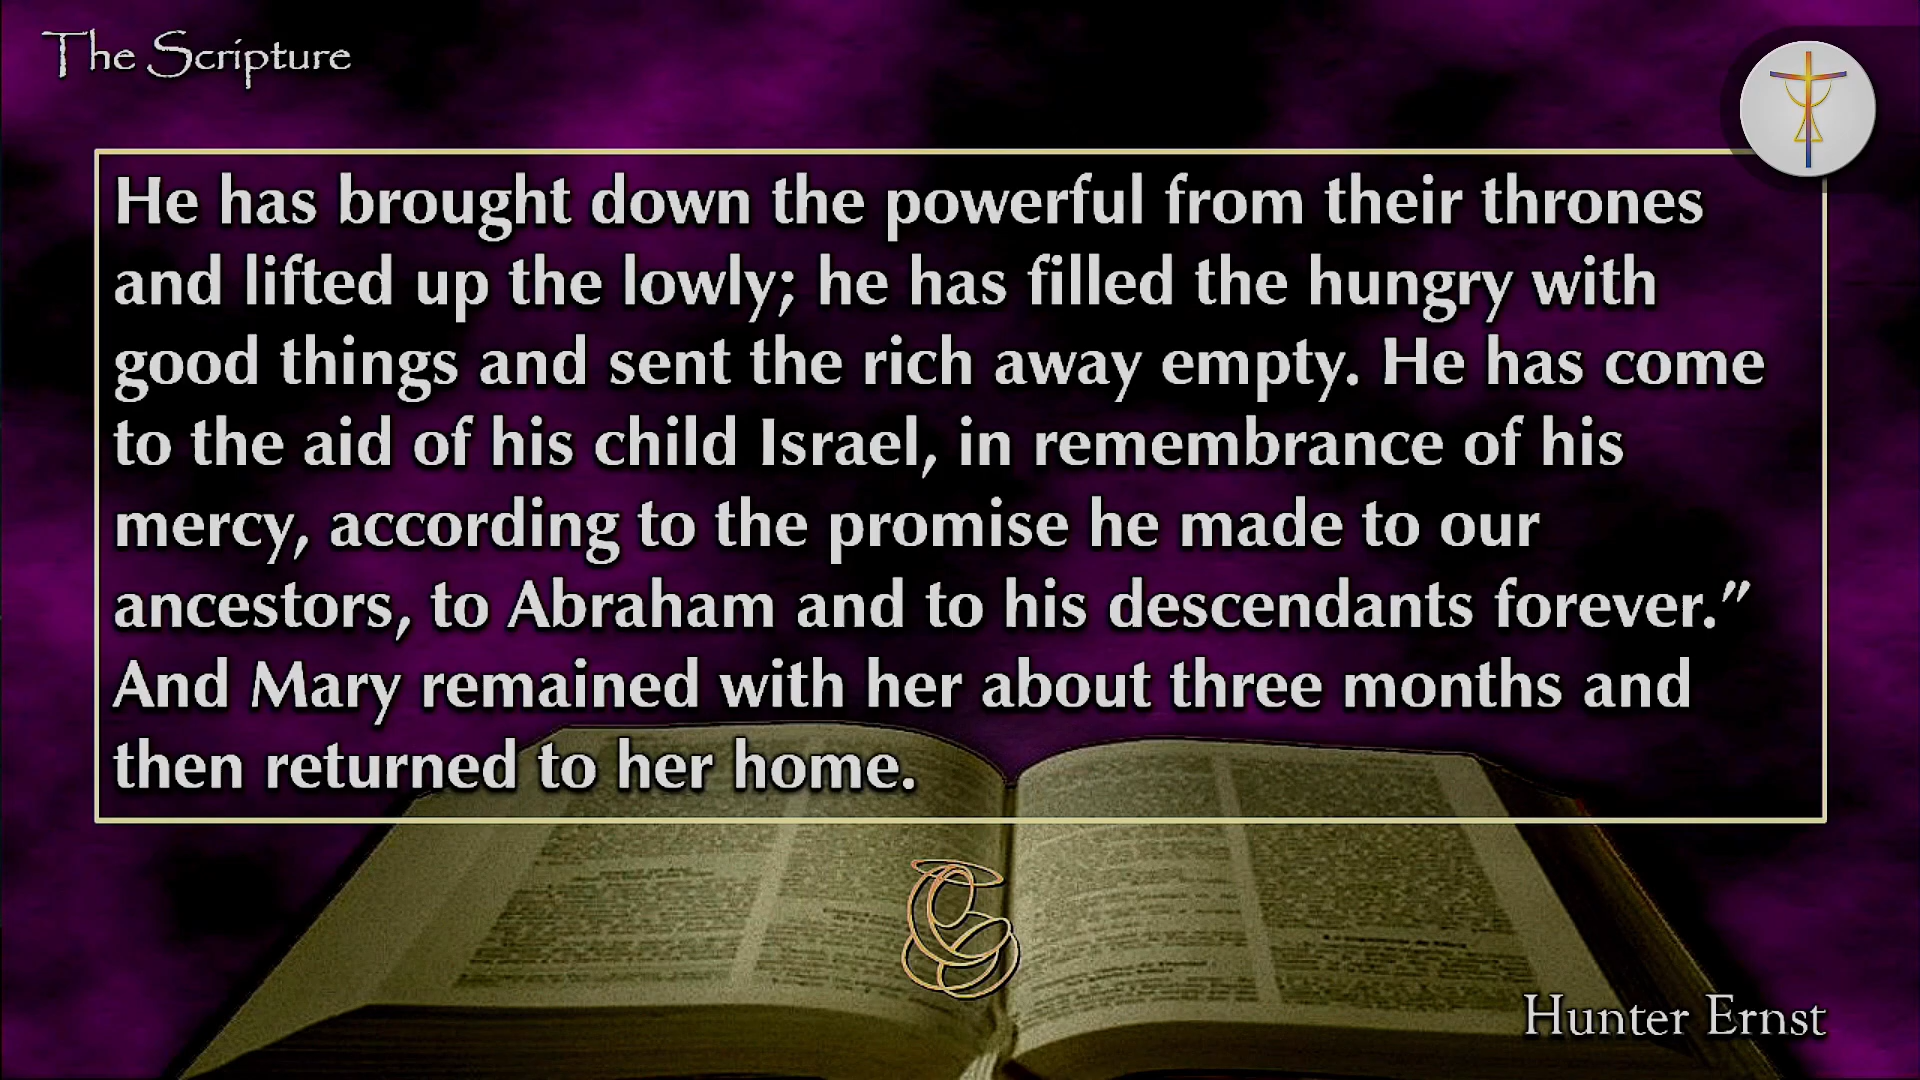 The Scripture
He has brought down the powerful from their thrones
and lifted up the lowly; he has filled the hungry with
good things and sent the rich away empty. He has come
to the aid of his child Israel, in remembrance of his
mercy, according to the promise he made to our
ancestors, to Abraham and to his descendants forever.”
And Mary remained with her about three months and
then returned to her home.
Hunter Ernst